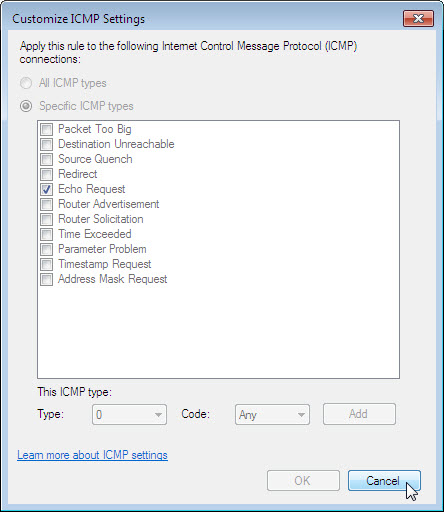 Customize ICMP Settings
Apply this rule to the following Internet Control Message Protocol (ICMP)
connections:
All ICMP types
Specific ICMP types
Packet Too Big
Destination Unreachable
Source Quench
Redirect
Echo Request
Router Advertisement
Router Solicitation
Time Exceeded
Parameter Problem
Timestamp Request
Address Mask Request
This ICMP type:
Type: 0 Code: Any Add
Learn more about ICMP settings
OK Cancel